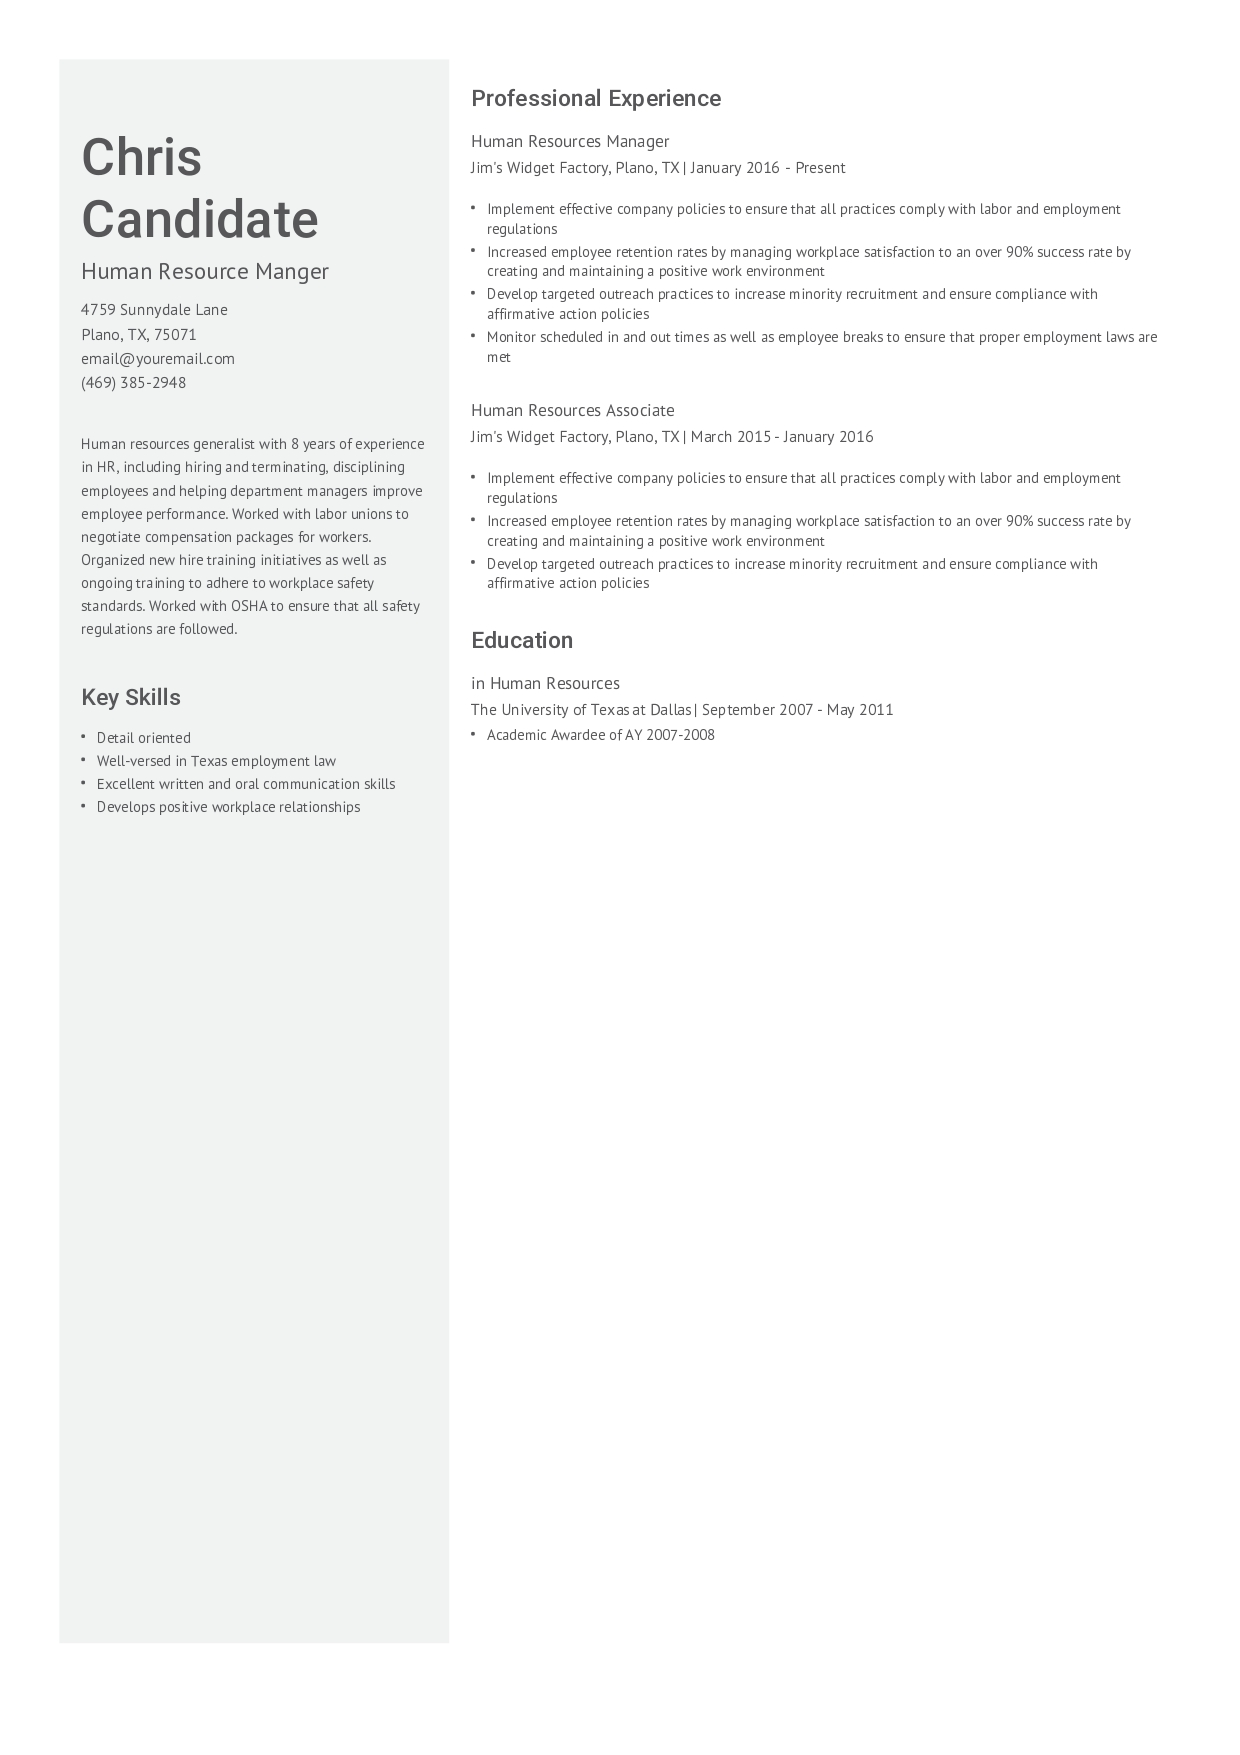 Chris
Candidate
Human Resource Manger
4759 Sunnydale Lane
Plano, TX, 75071
email@youremail.com
(469) 385-2948
Human resources generalist with 8 years of experience
in HR, including hiring and terminating, disciplining
employees and helping department managers improve
employee performance. Worked with labor unions to
negotiate compensation packages for workers.
Organized new hire training initiatives as well as
ongoing training to adhere to workplace safety
standards. Worked with OSHA to ensure that all safety
regulations are followed.
Key Skills
• Detail oriented
• Well-versed in Texas employment law
• Excellent written and oral communication skills
• Develops positive workplace relationships
Professional Experience
Human Resources Manager
Jim's Widget Factory, Plano, TX | January 2016 - Present
• Implement effective company policies to ensure that all practices comply with labor and employment
regulations
• Increased employee retention rates by managing workplace satisfaction to an over 90% success rate by
creating and maintaining a positive work environment
• Develop targeted outreach practices to increase minority recruitment and ensure compliance with
affirmative action policies
• Monitor scheduled in and out times as well as employee breaks to ensure that proper employment laws are
met
Human Resources Associate
Jim's Widget Factory, Plano, TX | March 2015 - January 2016
• Implement effective company policies to ensure that all practices comply with labor and employment
regulations
• Increased employee retention rates by managing workplace satisfaction to an over 90% success rate by
creating and maintaining a positive work environment
• Develop targeted outreach practices to increase minority recruitment and ensure compliance with
affirmative action policies
Education
in Human Resources
The University of Texas at Dallas | September 2007 - May 2011
• Academic Awardee of AY 2007-2008